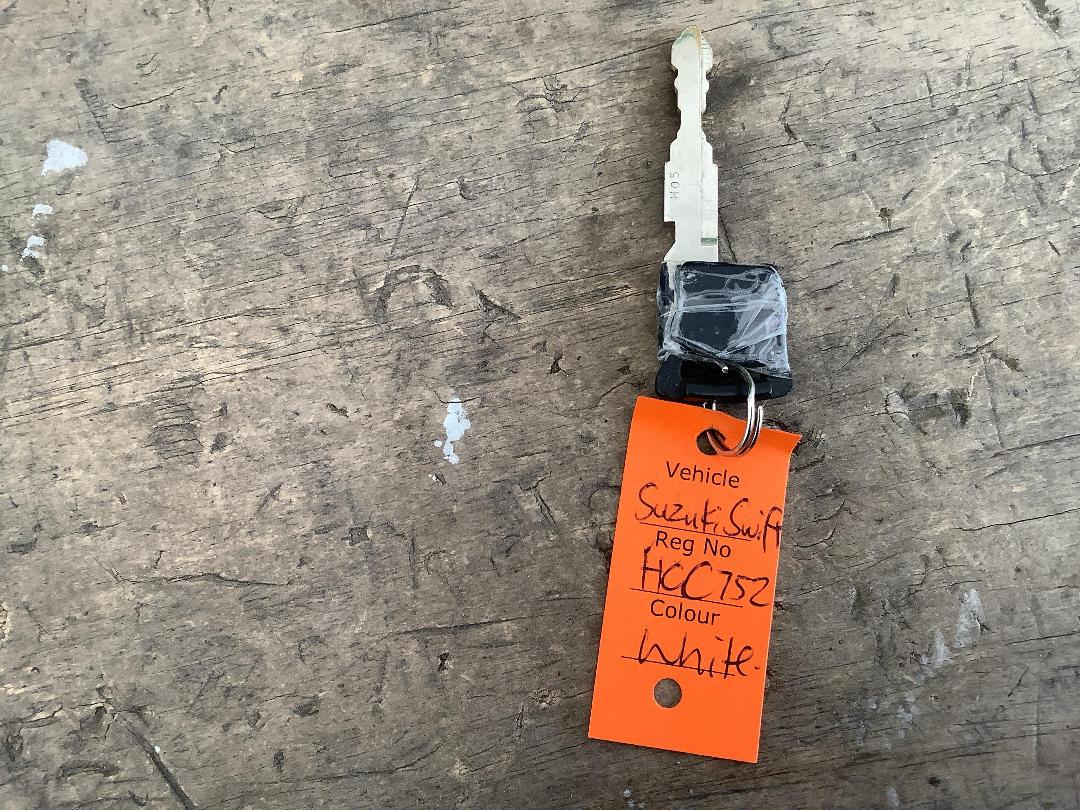 H05
Vehicle
Suzuki Swift
Reg No
HCC752
Colour
White.